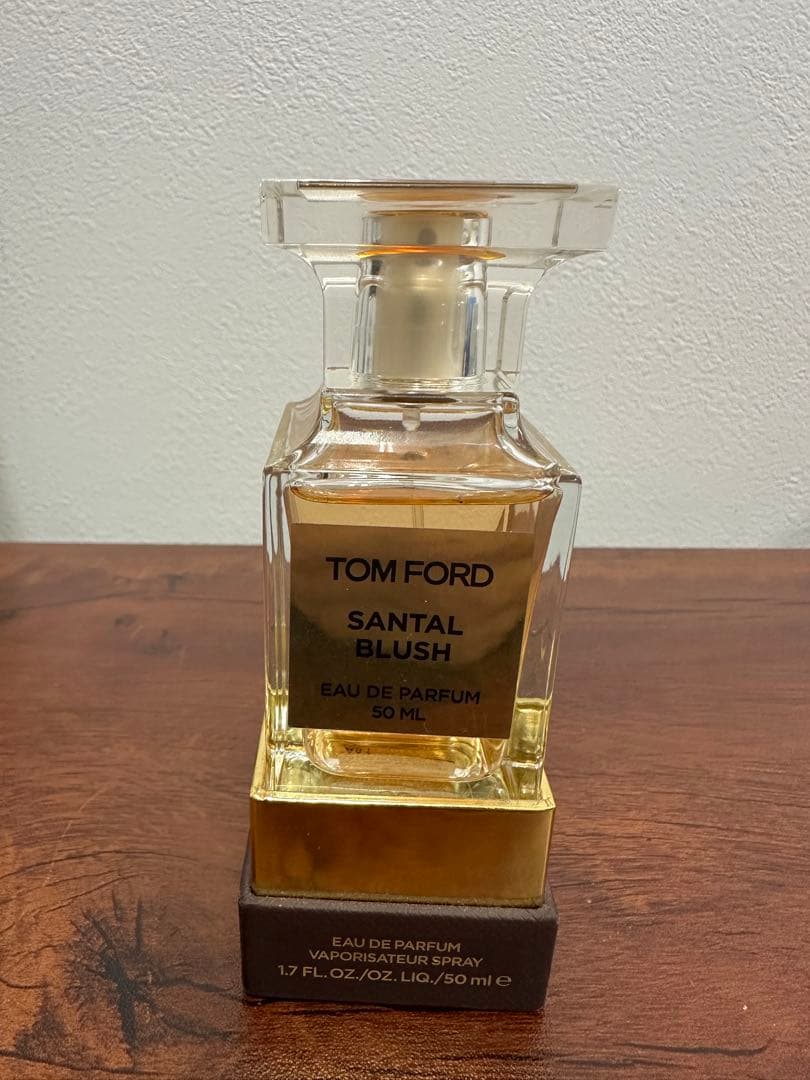 TOM FORD
SANTAL
BLUSH
EAU DE PARFUM
50 ML
EAU DE PARFUM
VAPORISATEUR SPRAY
1.7 FL. OZ./OZ. LIQ./50 ml ℮